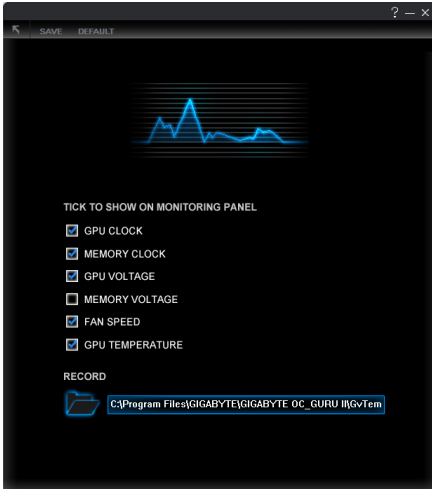 ? – ×
SAVE DEFAULT
TICK TO SHOW ON MONITORING PANEL
GPU CLOCK
MEMORY CLOCK
GPU VOLTAGE
MEMORY VOLTAGE
FAN SPEED
GPU TEMPERATURE
RECORD
C:\Program Files\GIGABYTE\GIGABYTE OC_GURU II\GvTem